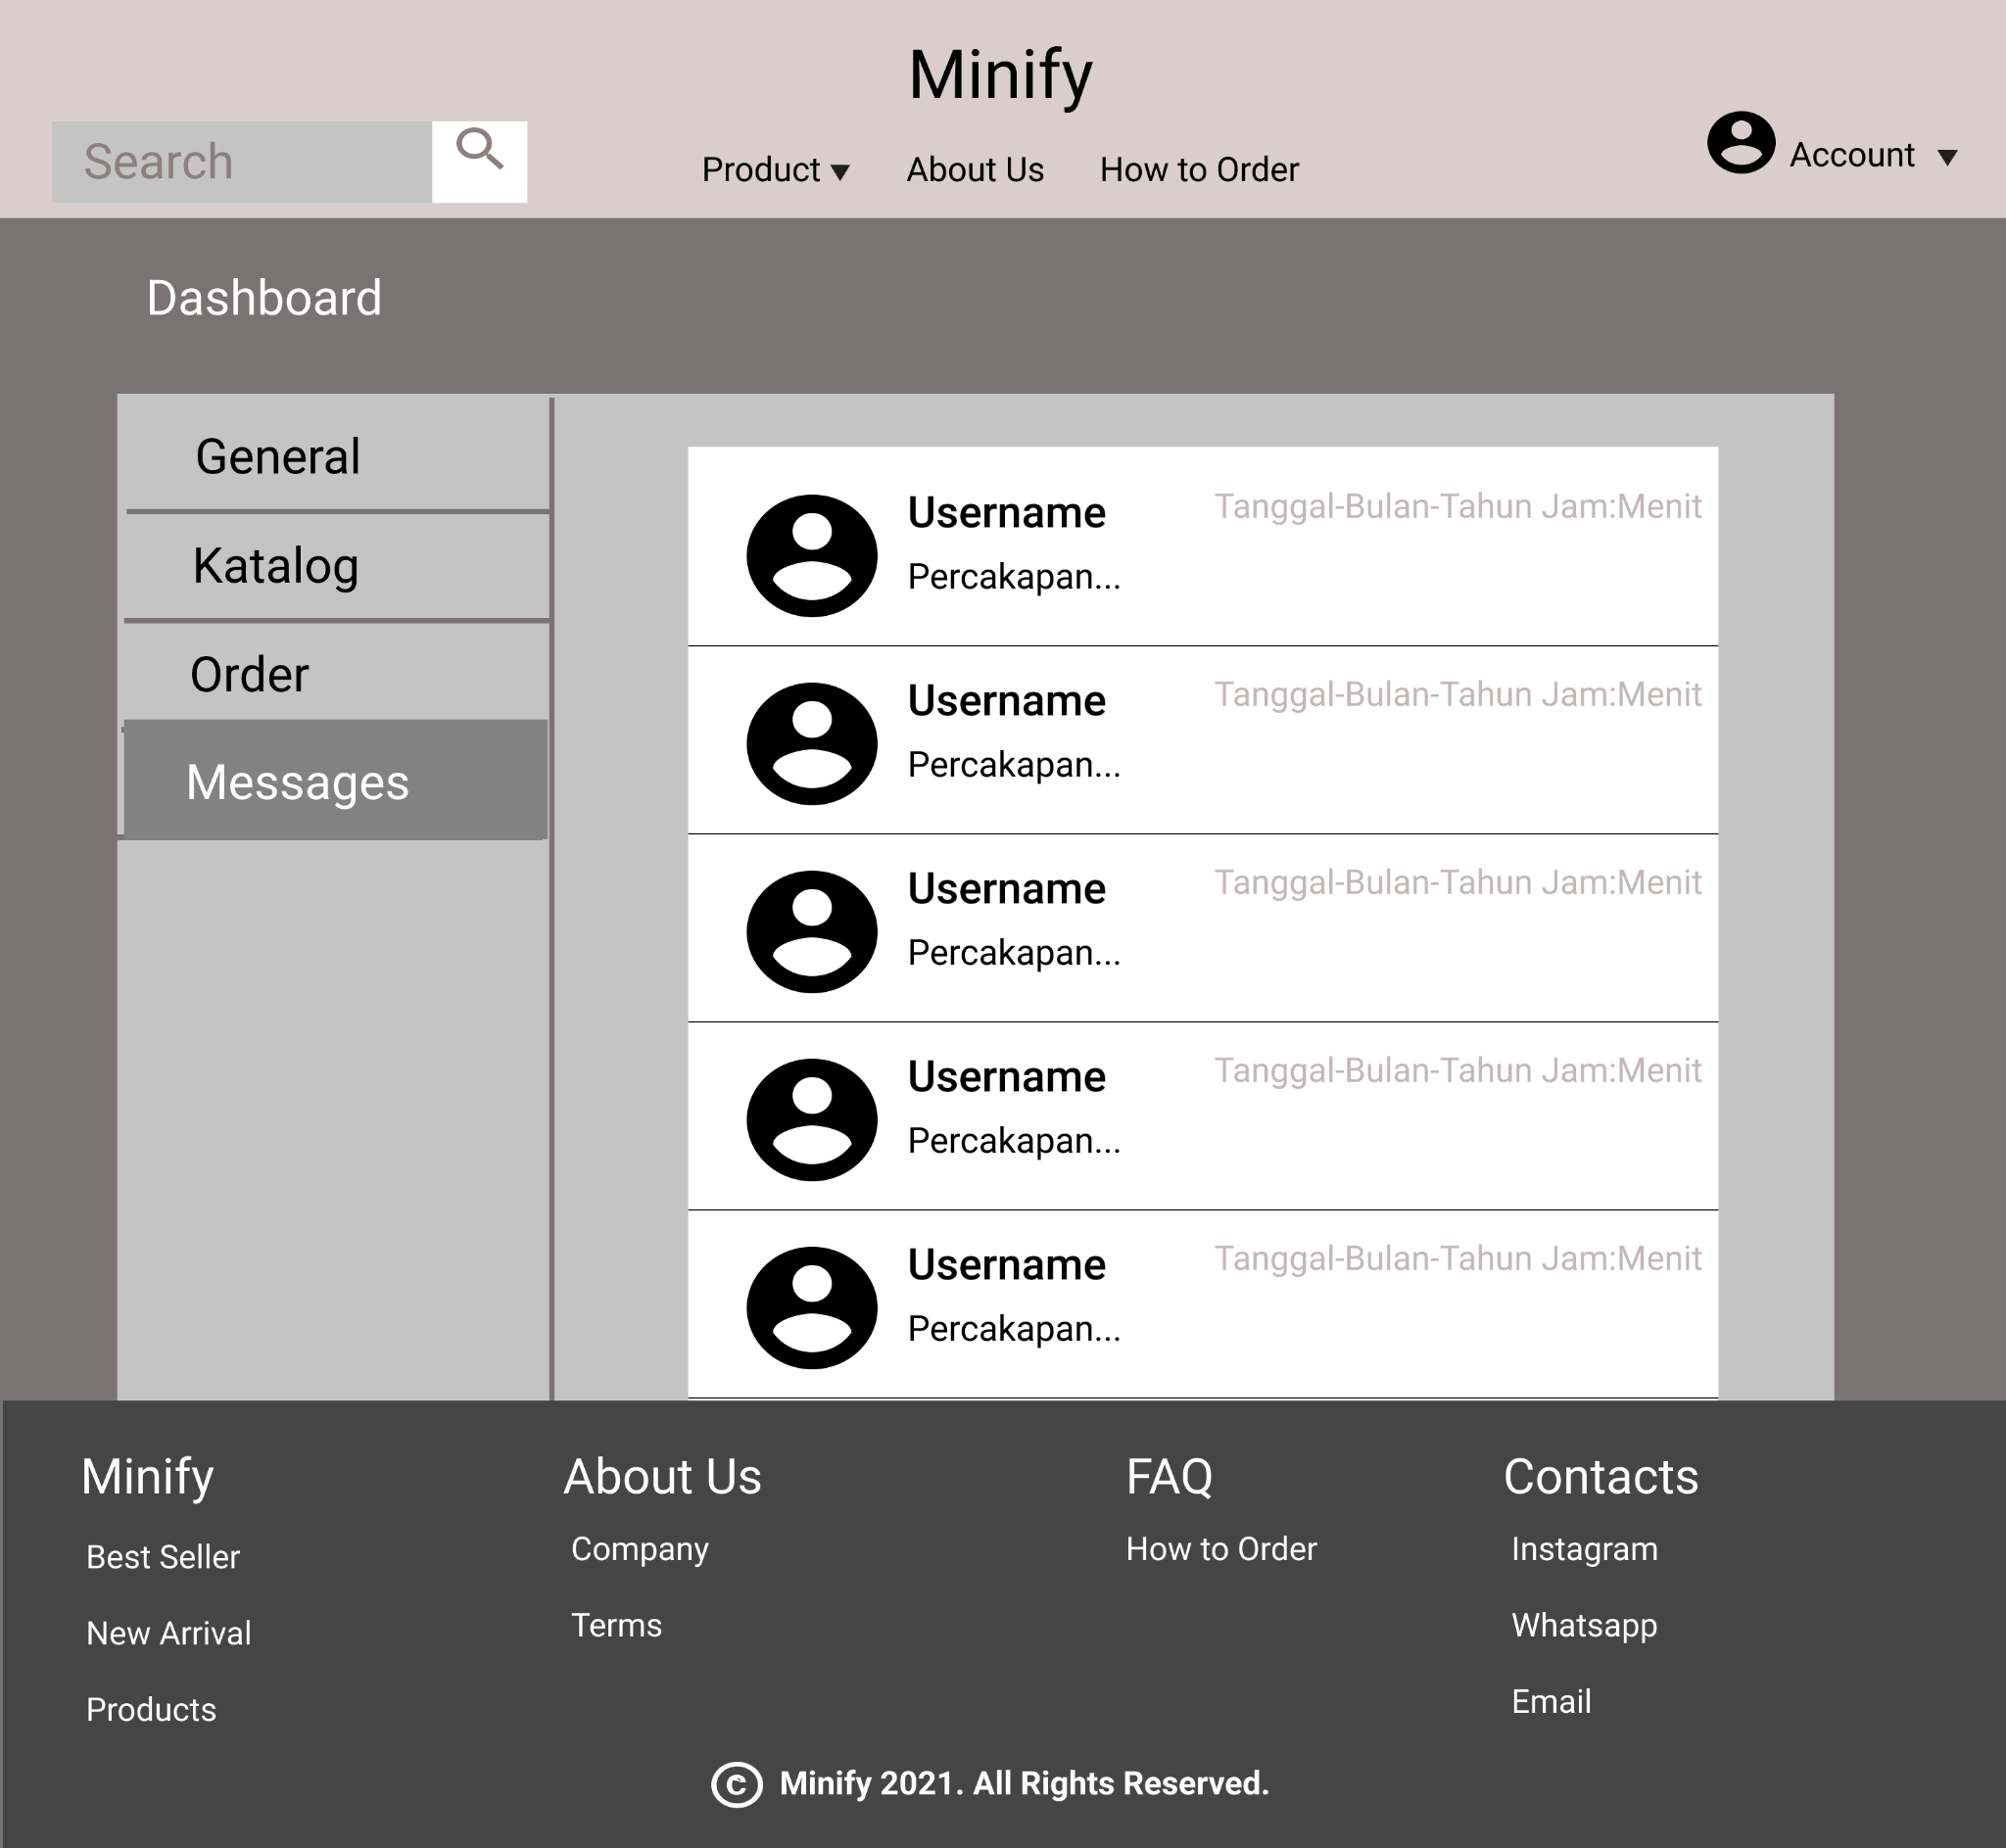 Minify
Search
Product
About Us
How to Order
Account
Dashboard
General
Katalog
Order
Messages
Username
Tanggal-Bulan-Tahun Jam:Menit
Percakapan...
Username
Tanggal-Bulan-Tahun Jam:Menit
Percakapan...
Username
Tanggal-Bulan-Tahun Jam:Menit
Percakapan...
Username
Tanggal-Bulan-Tahun Jam:Menit
Percakapan...
Username
Tanggal-Bulan-Tahun Jam:Menit
Percakapan...
Minify
Best Seller
New Arrival
Products
About Us
Company
Terms
FAQ
How to Order
Contacts
Instagram
Whatsapp
Email
© Minify 2021. All Rights Reserved.